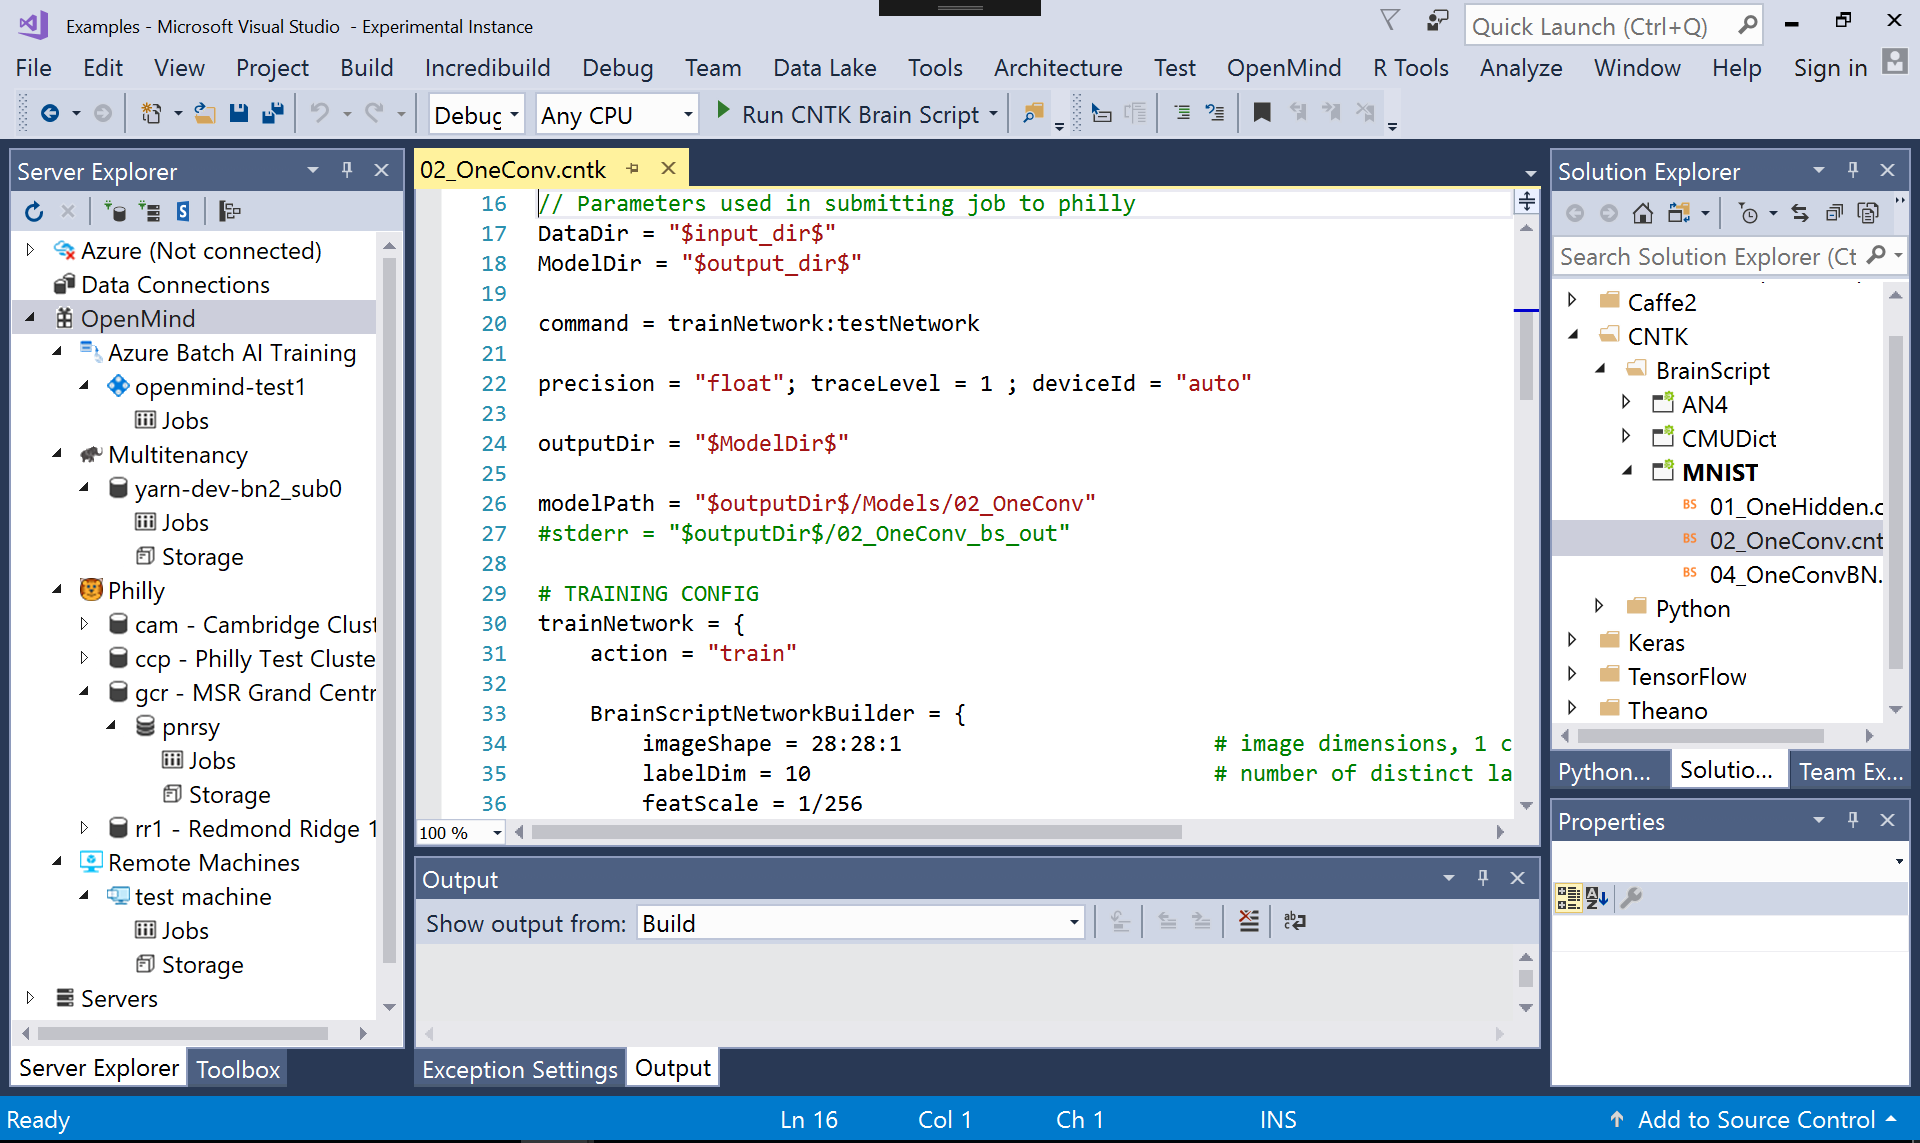 Examples - Microsoft Visual Studio - Experimental Instance
Quick Launch (Ctrl+Q)
File Edit View Project Build Incredibuild Debug Team Data Lake Tools Architecture Test OpenMind R Tools Analyze Window Help Sign in
Debug Any CPU Run CNTK Brain Script
Server Explorer
Azure (Not connected)
Data Connections
OpenMind
Azure Batch AI Training
openmind-test1
Jobs
Multitenancy
yarn-dev-bn2_sub0
Jobs
Storage
Philly
cam - Cambridge Clust
ccp - Philly Test Cluste
gcr - MSR Grand Centr
pnrsy
Jobs
Storage
rr1 - Redmond Ridge 1
Remote Machines
test machine
Jobs
Storage
Servers
Server Explorer Toolbox
02_OneConv.cntk
16 // Parameters used in submitting job to philly
17 DataDir = "$input_dir$"
18 ModelDir = "$output_dir$"
19
20 command = trainNetwork:testNetwork
21
22 precision = "float"; traceLevel = 1 ; deviceId = "auto"
23
24 outputDir = "$ModelDir$"
25
26 modelPath = "$outputDir$/Models/02_OneConv"
27 #stderr = "$outputDir$/02_OneConv_bs_out"
28
29 # TRAINING CONFIG
30 trainNetwork = {
31 action = "train"
32
33 BrainScriptNetworkBuilder = {
34 imageShape = 28:28:1 # image dimensions, 1 c
35 labelDim = 10 # number of distinct la
36 featScale = 1/256
100 %
Output
Show output from: Build
Exception Settings Output
Solution Explorer
Search Solution Explorer (Ct
Caffe2
CNTK
BrainScript
AN4
CMUDict
MNIST
BS 01_OneHidden.c
BS 02_OneConv.cnt
BS 04_OneConvBN.
Python
Keras
TensorFlow
Theano
Python... Solutio... Team Ex...
Properties
Ready Ln 16 Col 1 Ch 1 INS Add to Source Control